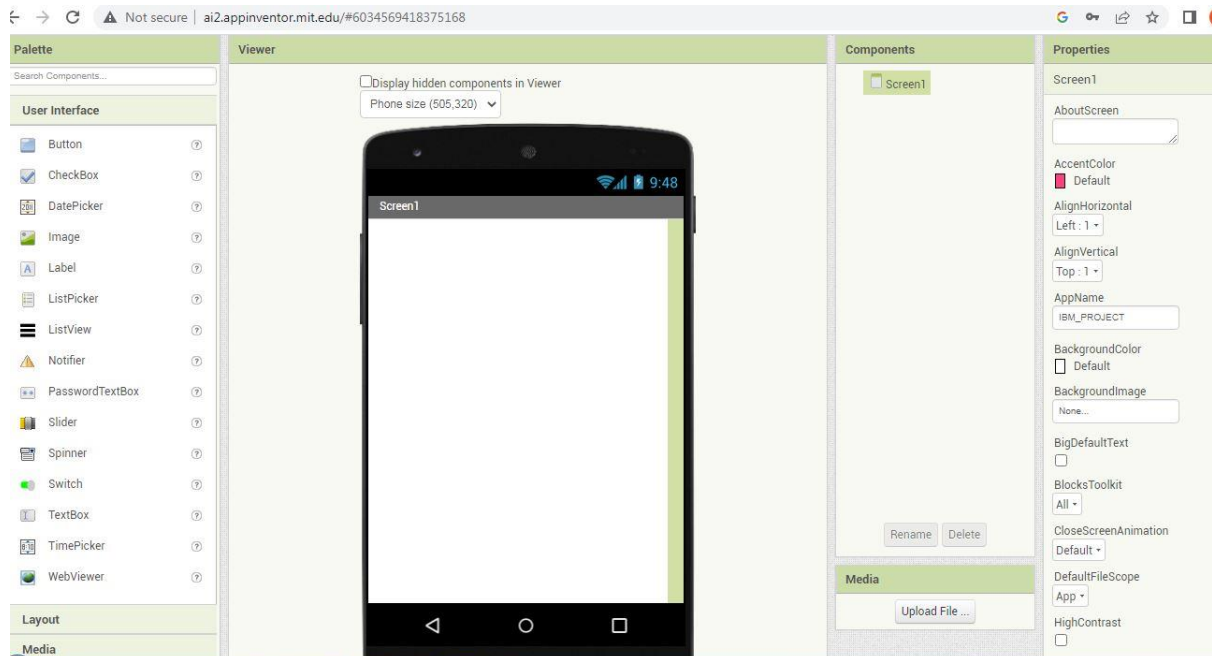 Not secure | ai2.appinventor.mit.edu/#6034569418375168
Palette
Search Components...
User Interface
Button
CheckBox
DatePicker
Image
Label
ListPicker
ListView
Notifier
PasswordTextBox
Slider
Spinner
Switch
TextBox
TimePicker
WebViewer
Layout
Media
Viewer
Display hidden components in Viewer
Phone size (505,320)
9:48
Screen1
Components
Screen1
Rename Delete
Media
Upload File ...
Properties
Screen1
AboutScreen
AccentColor
Default
AlignHorizontal
Left : 1
AlignVertical
Top : 1
AppName
IBM_PROJECT
BackgroundColor
Default
BackgroundImage
None...
BigDefaultText
BlocksToolkit
All
CloseScreenAnimation
Default
DefaultFileScope
App
HighContrast